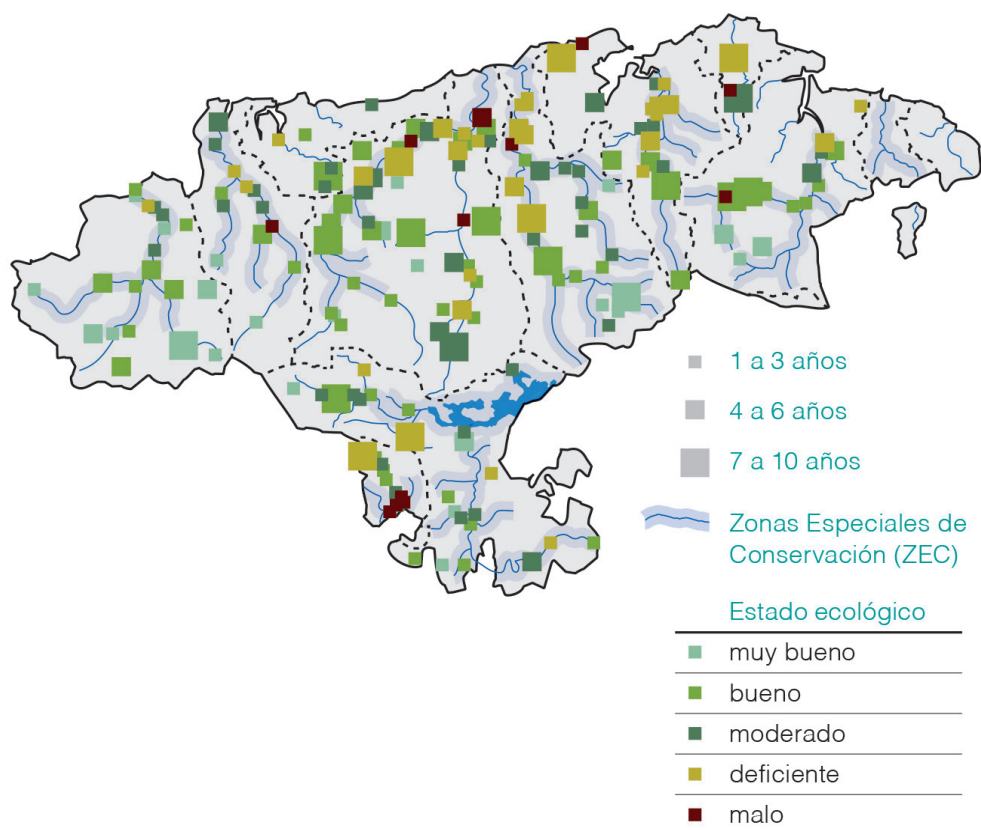 1 a 3 años
4 a 6 años
7 a 10 años
Zonas Especiales de
Conservación (ZEC)
Estado ecológico
muy bueno
bueno
moderado
deficiente
malo